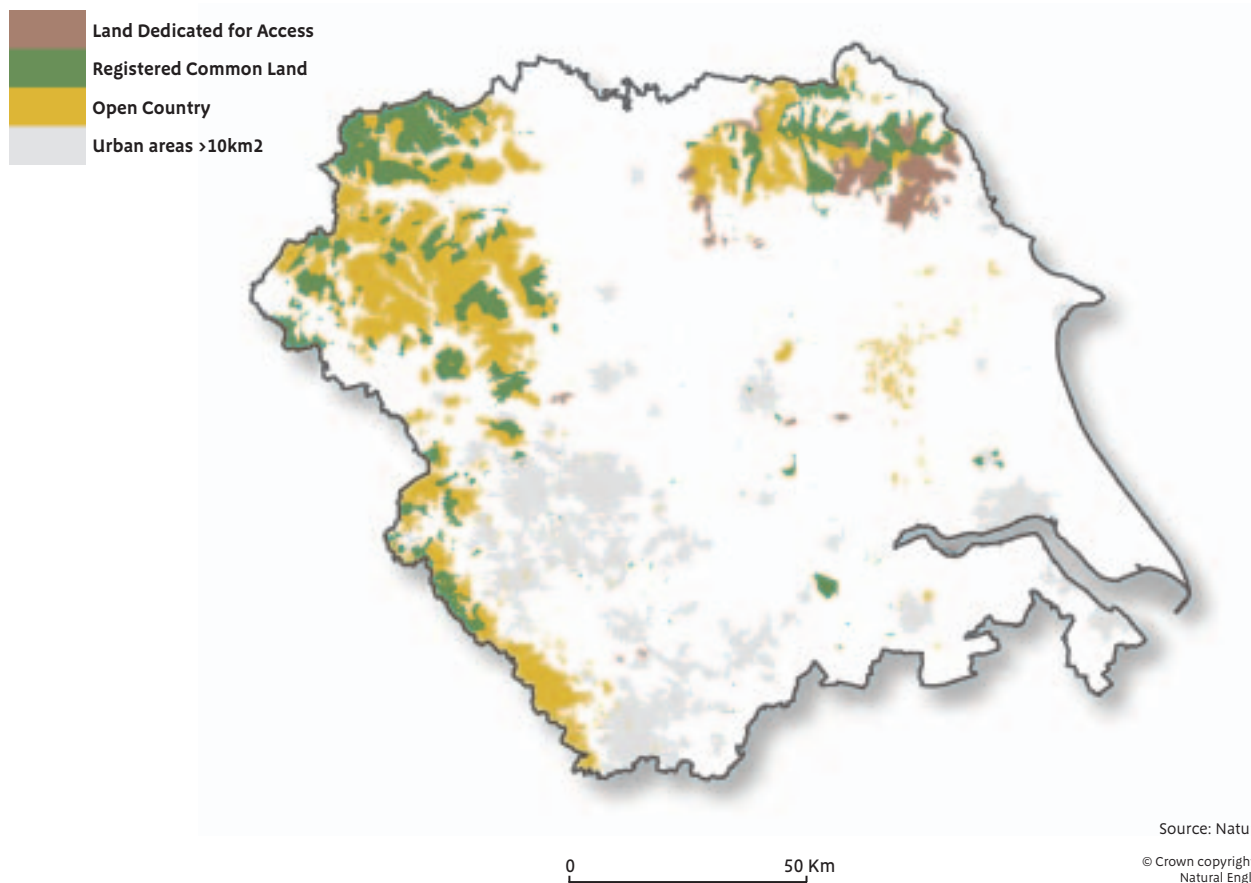 Land Dedicated for Access
Registered Common Land
Open Country
Urban areas >10km2
Source: Natu
0 50 Km
© Crown copyrigh
Natural Engl